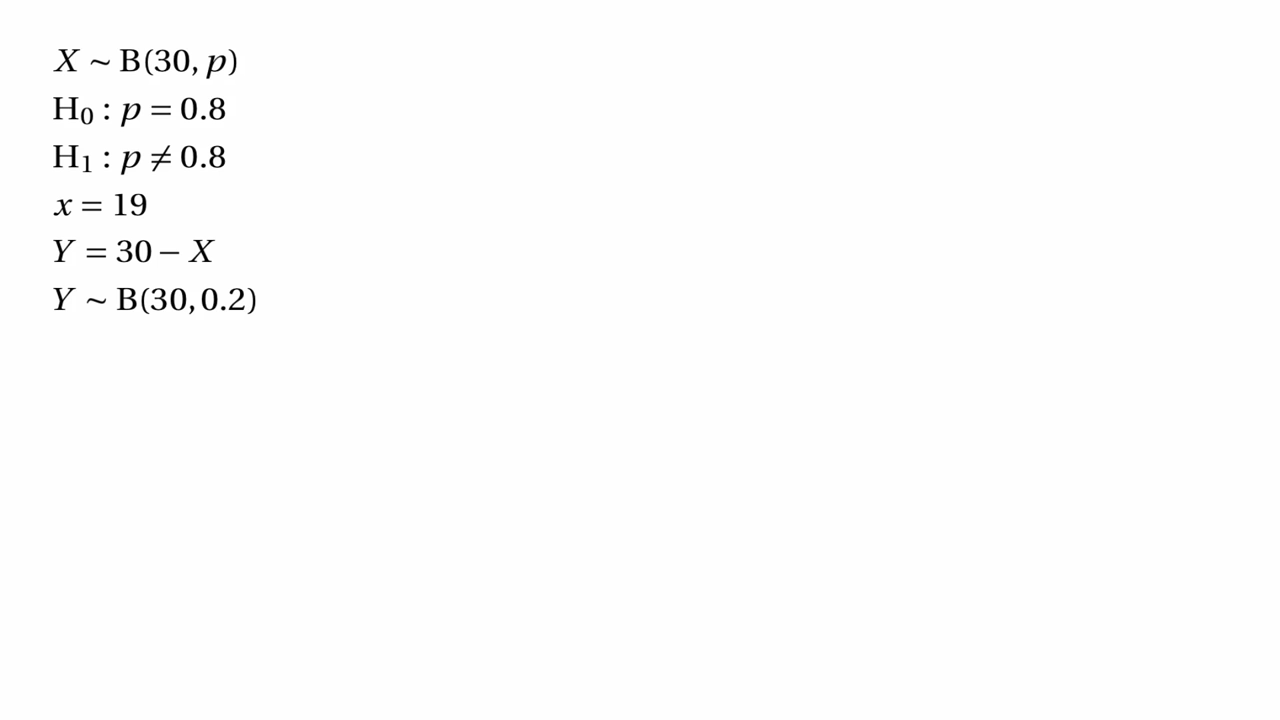 X ~ B(30, p)
H₀ : p = 0.8
H₁ : p ≠ 0.8
x = 19
Y = 30 − X
Y ~ B(30, 0.2)